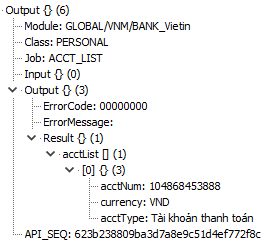 Output {} (6)
Module: GLOBAL/VNM/BANK_Vietin
Class: PERSONAL
Job: ACCT_LIST
Input {} (0)
Output {} (3)
ErrorCode: 00000000
ErrorMessage:
Result {} (1)
acctList [] (1)
[0] {} (3)
acctNum: 104868453888
currency: VND
acctType: Tài khoản thanh toán
API_SEQ: 623b238809ba3d7a8e9c51d4ef772f8c